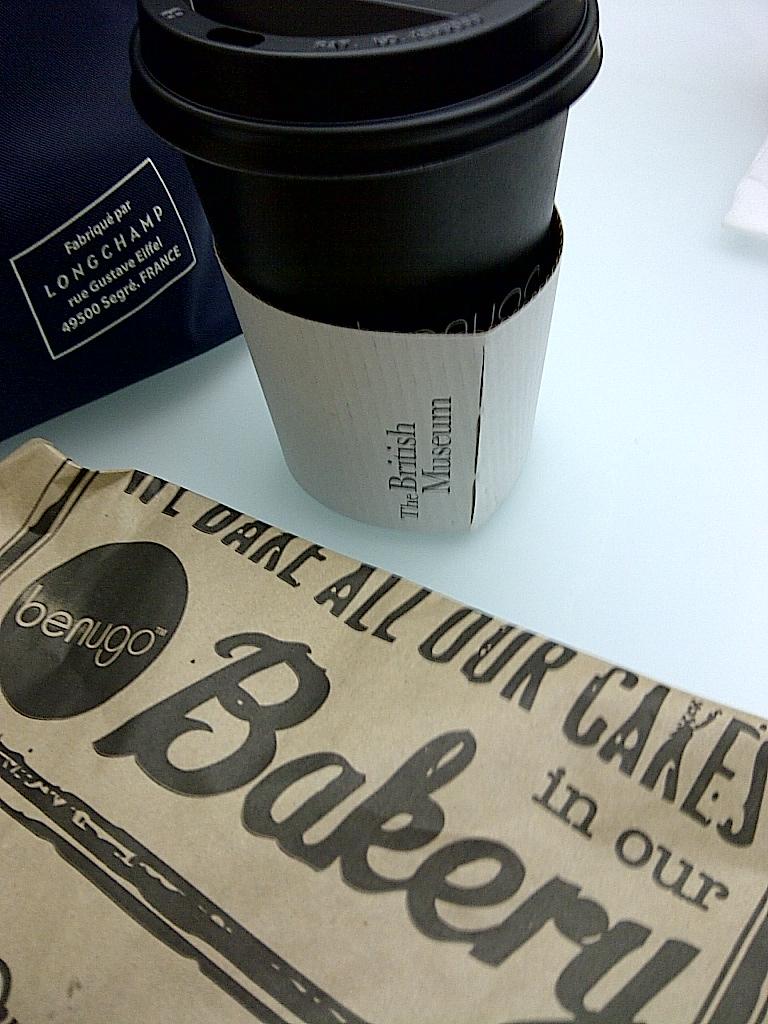 Fabriqué par
LONGCHAMP
rue Gustave Eiffel
49500 Segré, FRANCE
The British
Museum
WE BAKE ALL OUR CAKES
in our
benugo™
Bakery